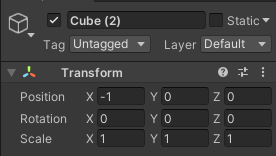 Cube (2) Static
Tag Untagged Layer Default
Transform
Position X -1 Y 0 Z 0
Rotation X 0 Y 0 Z 0
Scale X 1 Y 1 Z 1